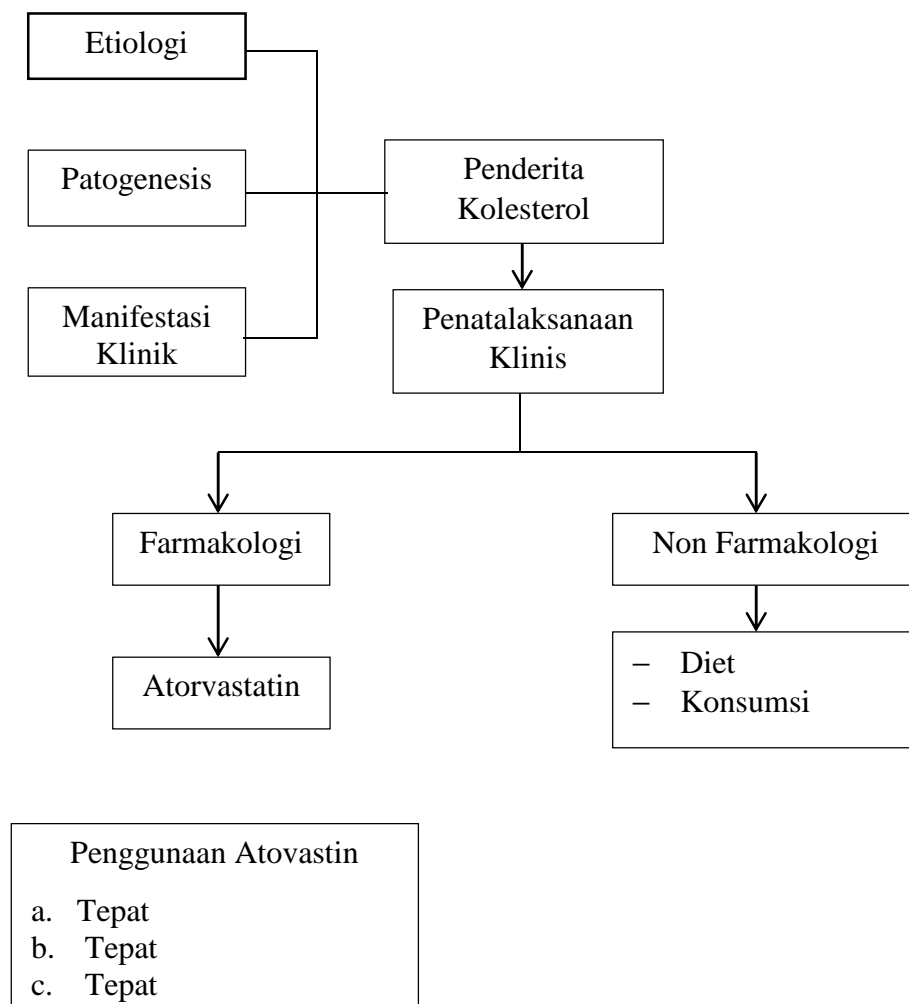 Etiologi
Patogenesis
Penderita
Kolesterol
Manifestasi
Klinik
Penatalaksanaan
Klinis
Farmakologi
Non Farmakologi
Atorvastatin
– Diet
– Konsumsi
Penggunaan Atovastin
a. Tepat
b. Tepat
c. Tepat